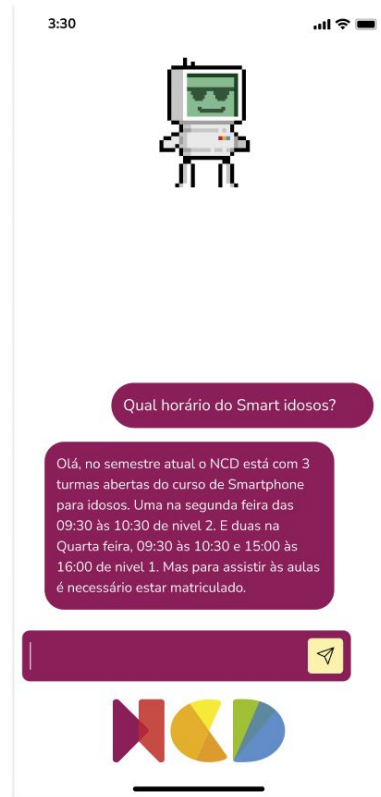 3:30
Qual horário do Smart idosos?
Olá, no semestre atual o NCD está com 3
turmas abertas do curso de Smartphone
para idosos. Uma na segunda feira das
09:30 às 10:30 de nivel 2. E duas na
Quarta feira, 09:30 às 10:30 e 15:00 às
16:00 de nivel 1. Mas para assistir às aulas
é necessário estar matriculado.
NCD